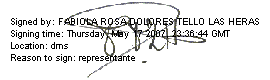 Signed by: FABIOLA ROSA DOLORES TELLO LAS HERAS
Signing time: Thursday, May 17 2007, 23:36:44 GMT
Location: dms
Reason to sign: representante